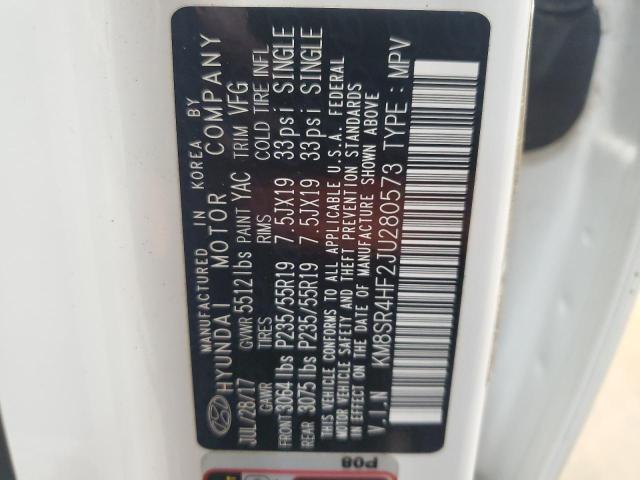 MANUFACTURED IN KOREA BY
HYUNDAI MOTOR COMPANY
JUL/28/17 GVWR 5512 lbs PAINT YAC TRIM VFG
GAWR TIRES RIMS COLD TIRE INFL
FRONT 3064 lbs P235/55R19 7.5JX19 33psi SINGLE
REAR 3075 lbs P235/55R19 7.5JX19 33psi SINGLE
THIS VEHICLE CONFORMS TO ALL APPLICABLE U.S.A. FEDERAL
MOTOR VEHICLE SAFETY AND THEFT PREVENTION STANDARDS
IN EFFECT ON THE DATE OF MANUFACTURE SHOWN ABOVE
V.I.N KM8SR4HF2JU280573 TYPE : MPV
P08